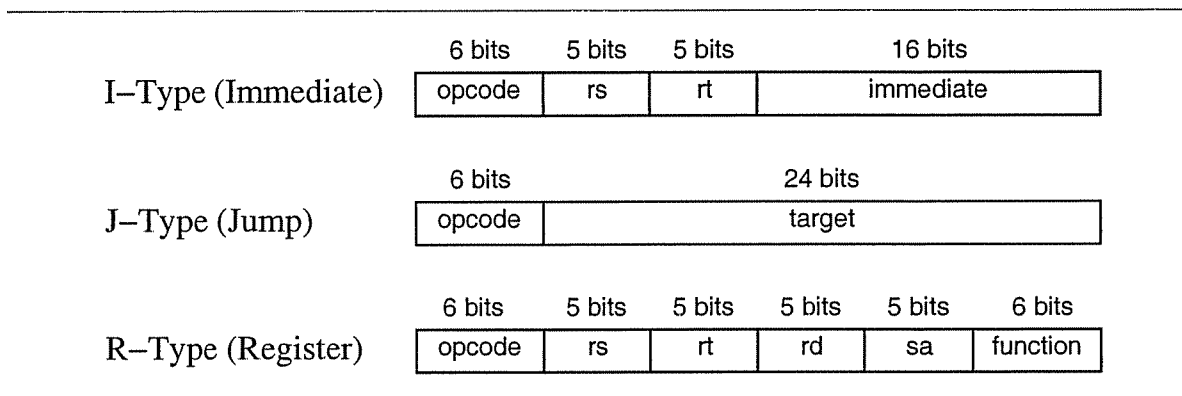 6 bits 5 bits 5 bits 16 bits
I–Type (Immediate) opcode rs rt immediate
6 bits 24 bits
J–Type (Jump) opcode target
6 bits 5 bits 5 bits 5 bits 5 bits 6 bits
R–Type (Register) opcode rs rt rd sa function